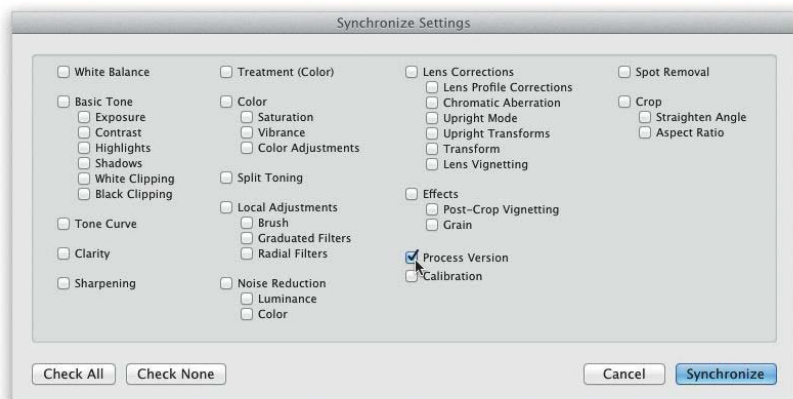 Synchronize Settings
White Balance
Basic Tone
Exposure
Contrast
Highlights
Shadows
White Clipping
Black Clipping
Tone Curve
Clarity
Sharpening
Treatment (Color)
Color
Saturation
Vibrance
Color Adjustments
Split Toning
Local Adjustments
Brush
Graduated Filters
Radial Filters
Noise Reduction
Luminance
Color
Lens Corrections
Lens Profile Corrections
Chromatic Aberration
Upright Mode
Upright Transforms
Transform
Lens Vignetting
Effects
Post-Crop Vignetting
Grain
Process Version
Calibration
Spot Removal
Crop
Straighten Angle
Aspect Ratio
Check All
Check None
Cancel
Synchronize